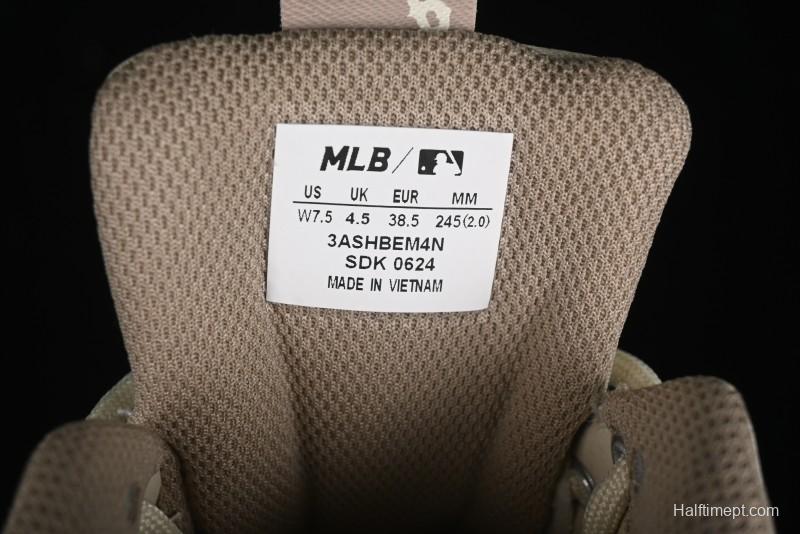 MLB /
US UK EUR MM
W7.5 4.5 38.5 245(2.0)
3ASHBEM4N
SDK 0624
MADE IN VIETNAM
Halftimept.com